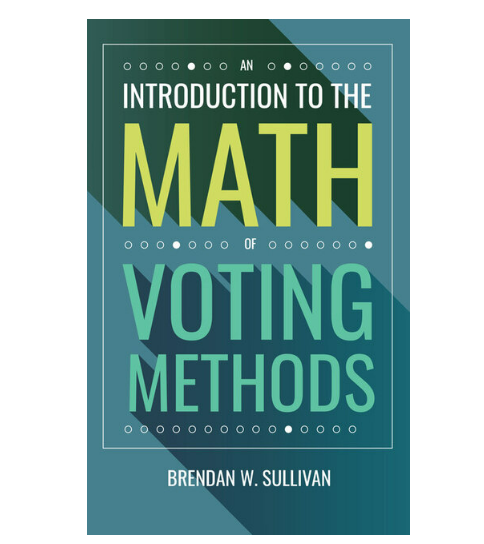 AN
INTRODUCTION TO THE
MATH
OF
VOTING
METHODS
BRENDAN W. SULLIVAN